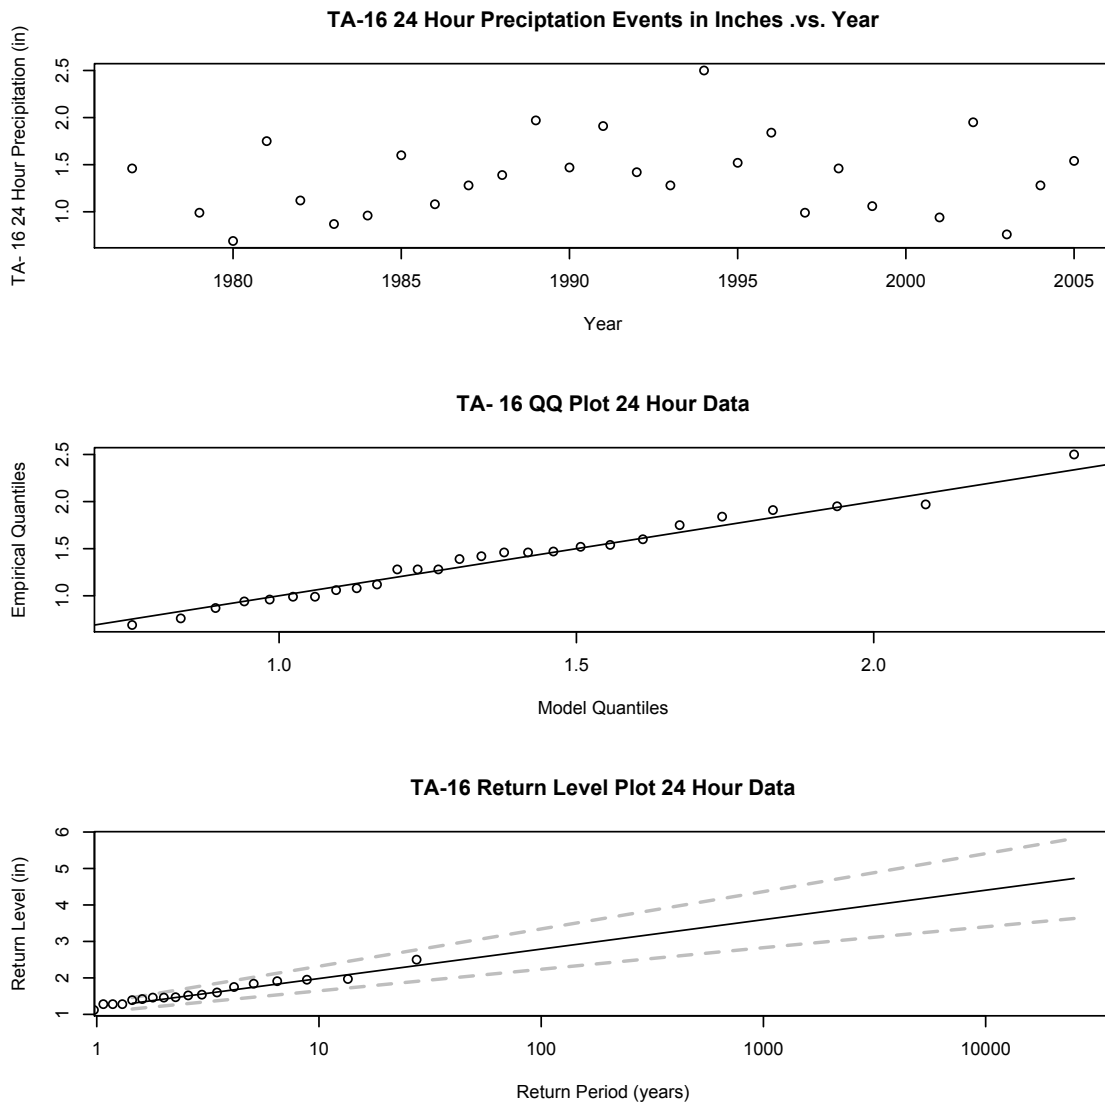 TA-16 24 Hour Preciptation Events in Inches .vs. Year
TA- 16 24 Hour Precipitation (in)
2.5
2.0
1.5
1.0
1980 1985 1990 1995 2000 2005
Year
TA- 16 QQ Plot 24 Hour Data
Empirical Quantiles
2.5
2.0
1.5
1.0
1.0 1.5 2.0
Model Quantiles
TA-16 Return Level Plot 24 Hour Data
Return Level (in)
6
5
4
3
2
1
1 10 100 1000 10000
Return Period (years)